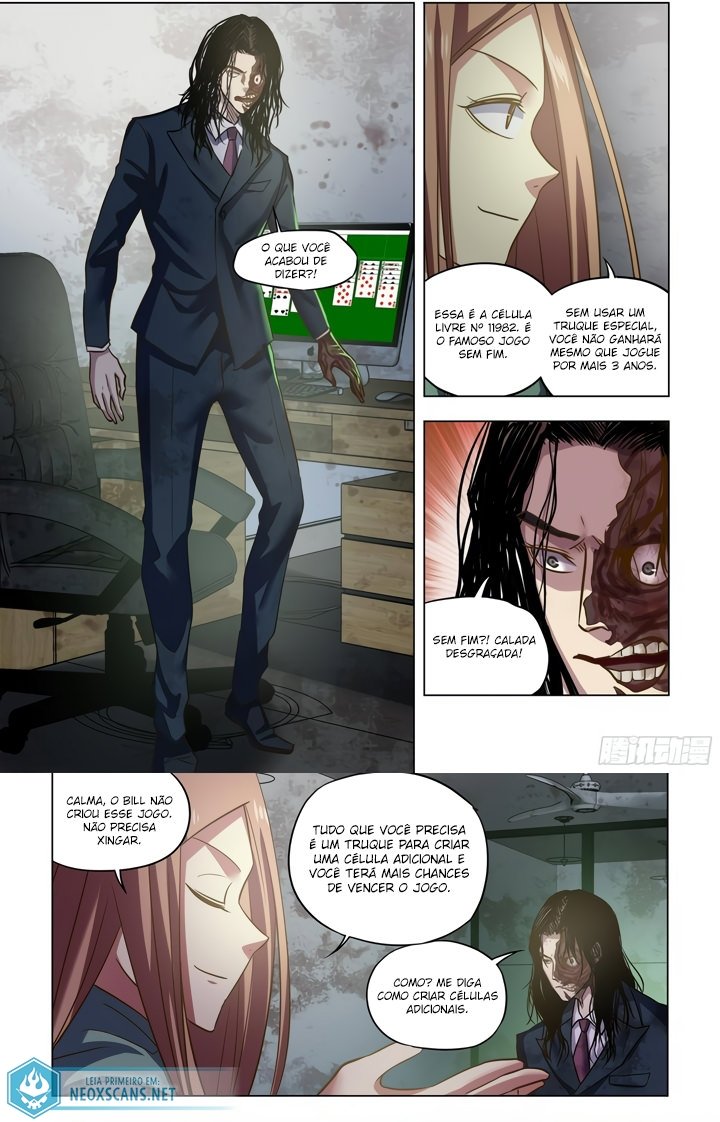 O QUE VOCÊ
ACABOU DE
DIZER?!
ESSA É A CÉLULA
LIVRE Nº 11982. É
O FAMOSO JOGO
SEM FIM.
SEM USAR UM
TRUQUE ESPECIAL,
VOCÊ NÃO GANHARÁ
MESMO QUE JOGUE
POR MAIS 3 ANOS.
SEM FIM?! CALADA
DESGRAÇADA!
腾讯动漫
CALMA, O BILL NÃO
CRIOU ESSE JOGO.
NÃO PRECISA
XINGAR.
TUDO QUE VOCÊ PRECISA
É UM TRUQUE PARA CRIAR
UMA CÉLULA ADICIONAL E
VOCÊ TERÁ MAIS CHANCES
DE VENCER O JOGO.
COMO? ME DIGA
COMO CRIAR CÉLULAS
ADICIONAIS.
LEIA PRIMEIRO EM:
NEOXSCANS.NET